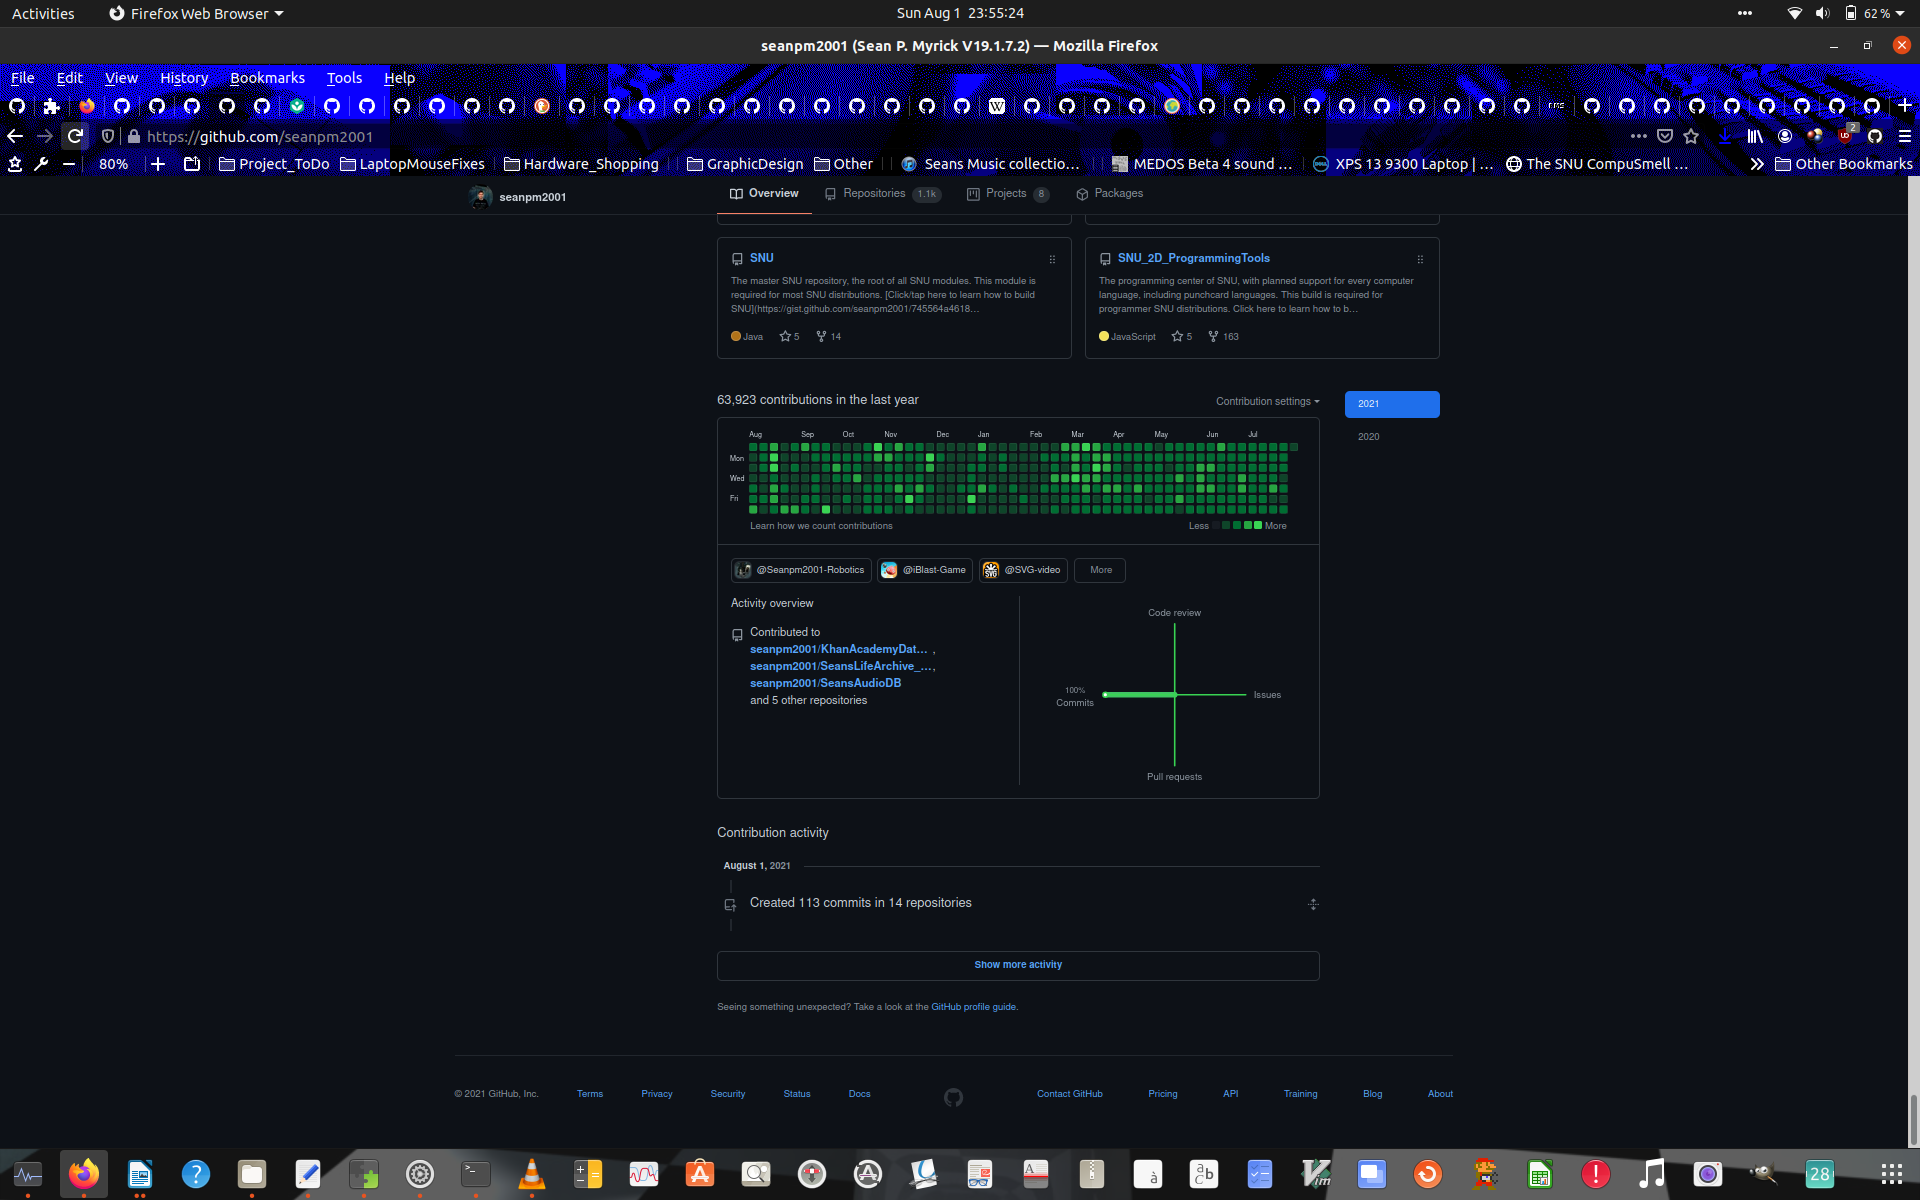 Activities
Firefox Web Browser
Sun Aug 1 23:55:24
62 %
seanpm2001 (Sean P. Myrick V19.1.7.2) — Mozilla Firefox
File Edit View History Bookmarks Tools Help
https://github.com/seanpm2001
2
80%
Project_ToDo
LaptopMouseFixes
Hardware_Shopping
GraphicDesign
Other
Seans Music collectio…
MEDOS Beta 4 sound …
XPS 13 9300 Laptop | …
The SNU CompuSmell …
Other Bookmarks
seanpm2001
Overview
Repositories 1.1k
Projects 8
Packages
SNU
The master SNU repository, the root of all SNU modules. This module is
required for most SNU distributions. [Click/tap here to learn how to build
SNU](https://gist.github.com/seanpm2001/745564a4618…
Java 5 14
SNU_2D_ProgrammingTools
The programming center of SNU, with planned support for every computer
language, including punchcard languages. This build is required for
programmer SNU distributions. Click here to learn how to b…
JavaScript 5 163
63,923 contributions in the last year
Contribution settings
2021
2020
Aug Sep Oct Nov Dec Jan Feb Mar Apr May Jun Jul
Mon
Wed
Fri
Learn how we count contributions
Less More
@Seanpm2001-Robotics
@iBlast-Game
@SVG-video
More
Activity overview
Contributed to
seanpm2001/KhanAcademyDat… ,
seanpm2001/SeansLifeArchive_…,
seanpm2001/SeansAudioDB
and 5 other repositories
Code review
100%
Commits
Issues
Pull requests
Contribution activity
August 1, 2021
Created 113 commits in 14 repositories
Show more activity
Seeing something unexpected? Take a look at the GitHub profile guide.
© 2021 GitHub, Inc.
Terms
Privacy
Security
Status
Docs
Contact GitHub
Pricing
API
Training
Blog
About
28